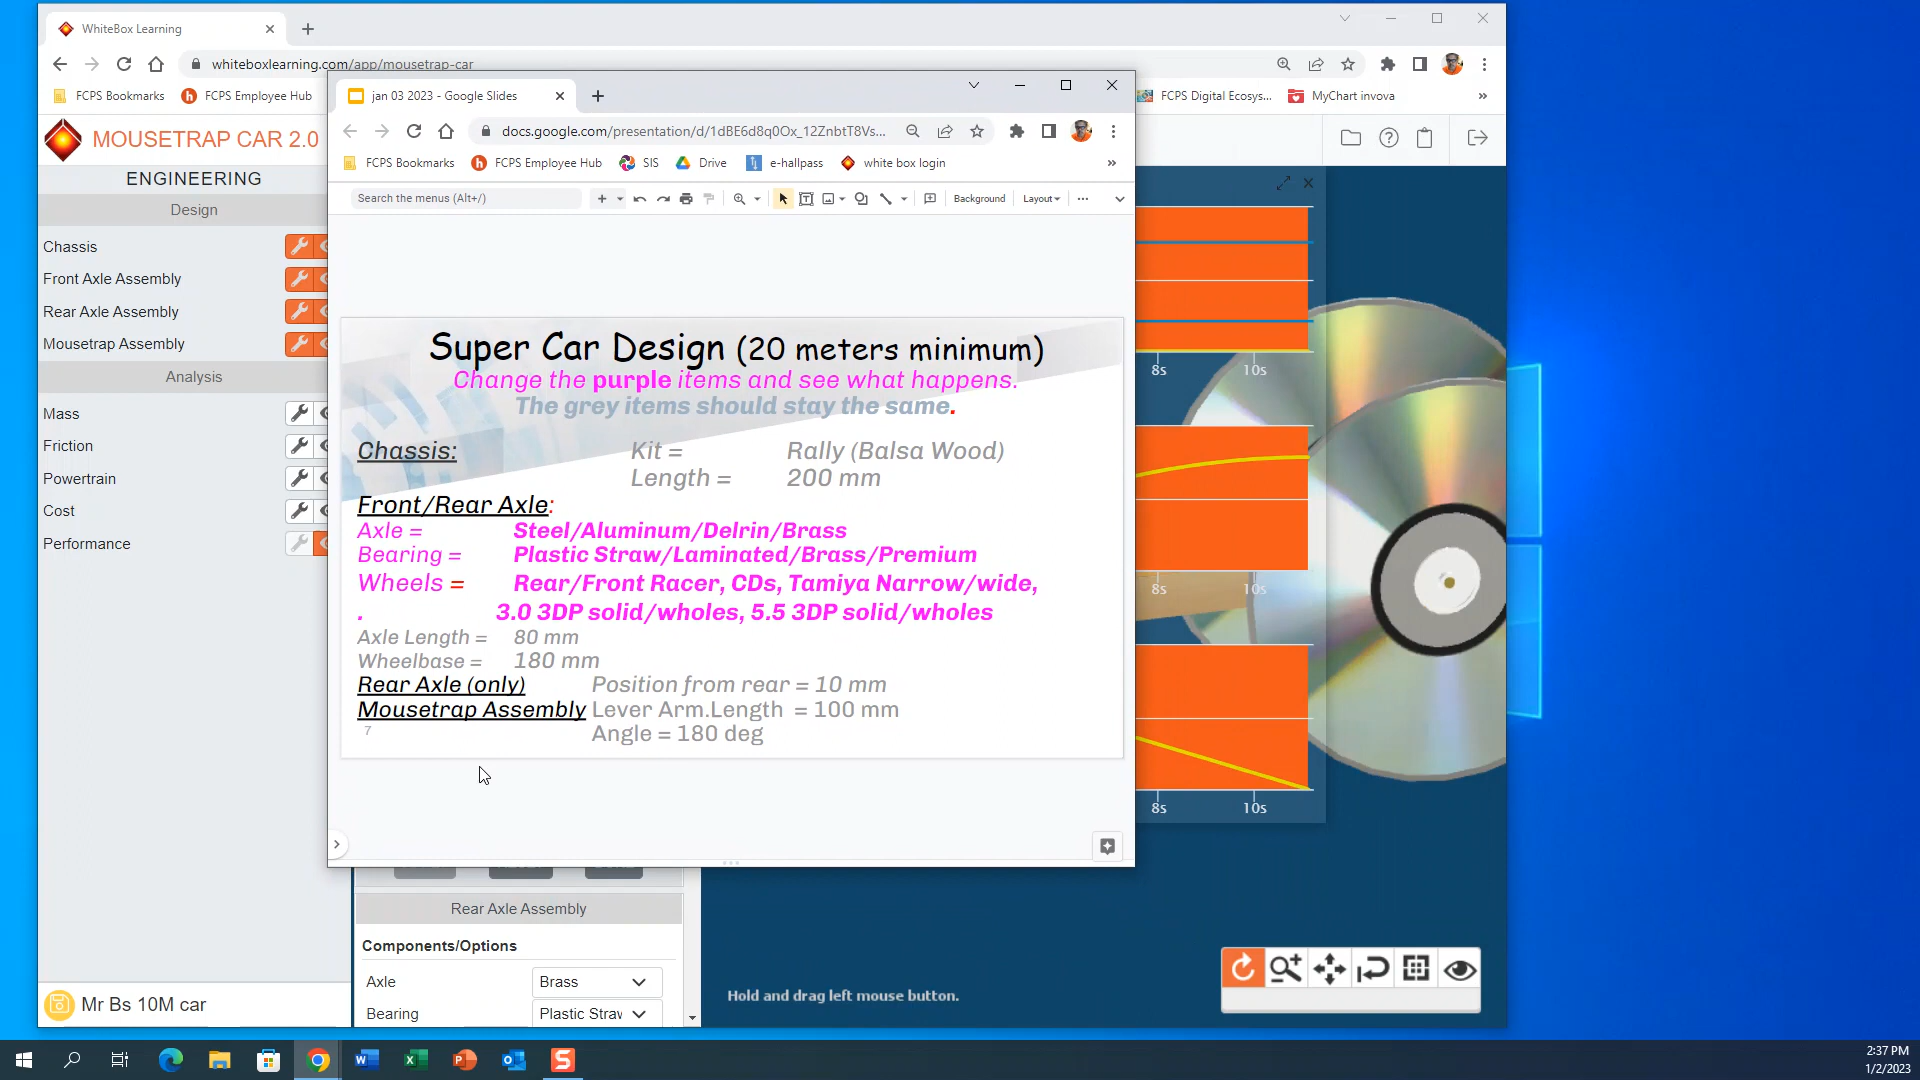 WhiteBox Learning
whiteboxlearning.com/app/mousetrap-car
FCPS Bookmarks
FCPS Employee Hub
FCPS Digital Ecosys...
MyChart invova
MOUSETRAP CAR 2.0
ENGINEERING
Design
Chassis
Front Axle Assembly
Rear Axle Assembly
Mousetrap Assembly
Analysis
Mass
Friction
Powertrain
Cost
Performance
Mr Bs 10M car
jan 03 2023 - Google Slides
docs.google.com/presentation/d/1dBE6d8q0Ox_12ZnbtT8Vs...
FCPS Bookmarks
FCPS Employee Hub
SIS
Drive
e-hallpass
white box login
Search the menus (Alt+/)
Background
Layout
Super Car Design (20 meters minimum)
Change the purple items and see what happens.
The grey items should stay the same.
Chassis: Kit = Rally (Balsa Wood)
Length = 200 mm
Front/Rear Axle:
Axle = Steel/Aluminum/Delrin/Brass
Bearing = Plastic Straw/Laminated/Brass/Premium
Wheels = Rear/Front Racer, CDs, Tamiya Narrow/wide,
. 3.0 3DP solid/wholes, 5.5 3DP solid/wholes
Axle Length = 80 mm
Wheelbase = 180 mm
Rear Axle (only) Position from rear = 10 mm
Mousetrap Assembly Lever Arm.Length = 100 mm
7
Angle = 180 deg
8s 10s
8s 10s
8s 10s
Rear Axle Assembly
Components/Options
Axle Brass
Bearing Plastic Strav
Hold and drag left mouse button.
2:37 PM
1/2/2023